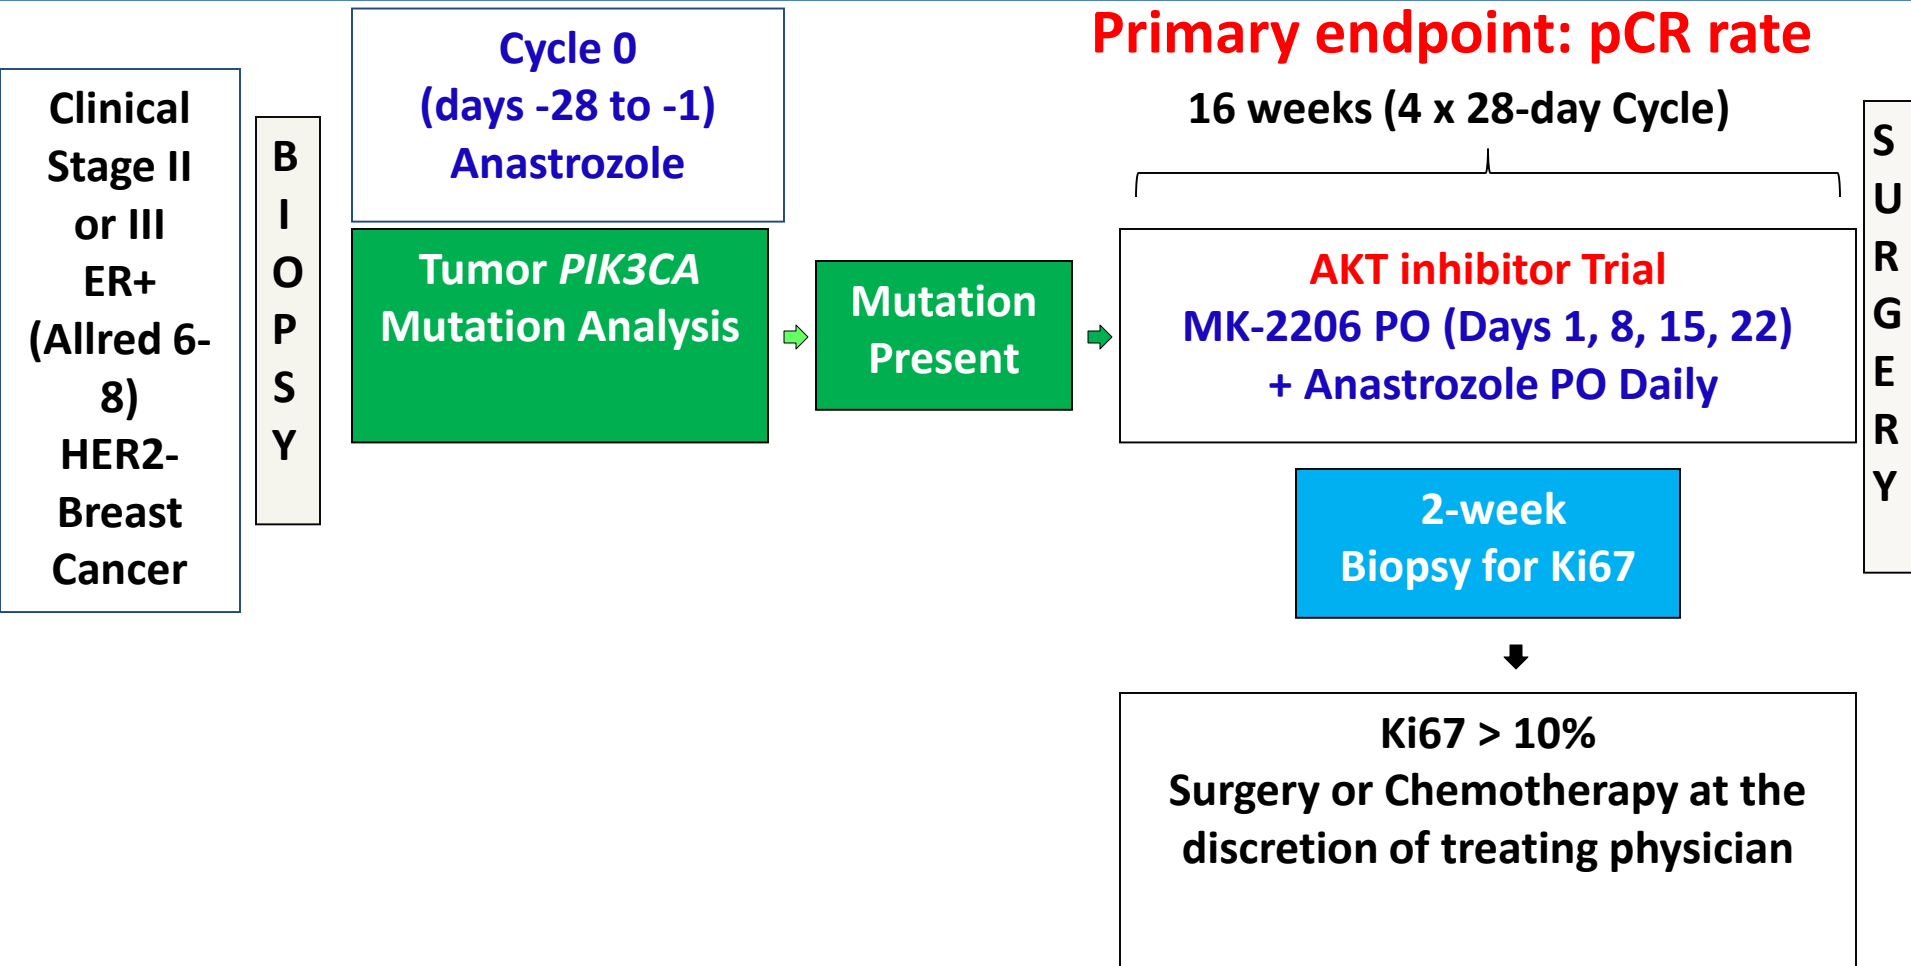 Primary endpoint: pCR rate
Clinical
Stage II
or III
ER+
(Allred 6-
8)
HER2-
Breast
Cancer
B
I
O
P
S
Y
Cycle 0
(days -28 to -1)
Anastrozole
Tumor PIK3CA
Mutation Analysis
Mutation
Present
16 weeks (4 x 28-day Cycle)
AKT inhibitor Trial
MK-2206 PO (Days 1, 8, 15, 22)
+ Anastrozole PO Daily
S
U
R
G
E
R
Y
2-week
Biopsy for Ki67
Ki67 > 10%
Surgery or Chemotherapy at the
discretion of treating physician